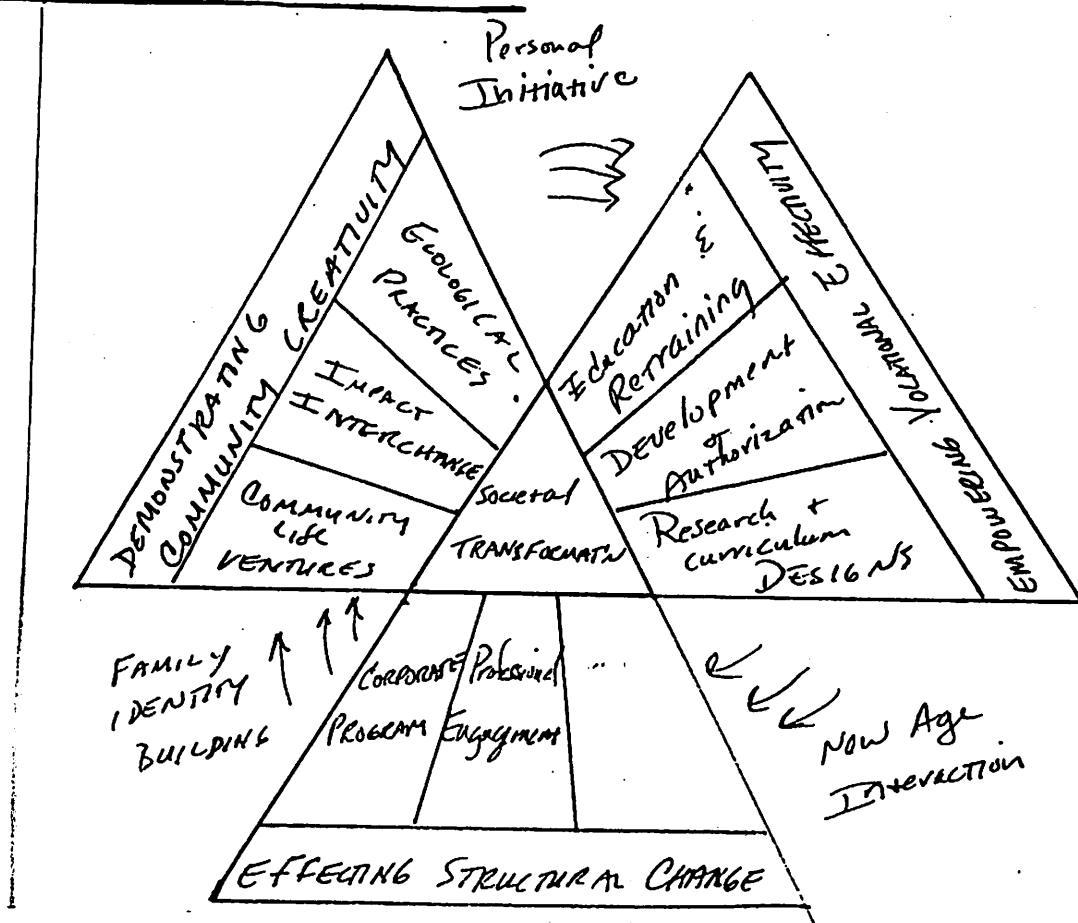 Personal
Initiative
DEMONSTRATING
COMMUNITY CREATIVITY
ECOLOGICAL
PRACTICES
IMPACT
INTERCHANGE
COMMUNITY
LIFE
VENTURES
Societal
TRANSFORMAT'N
Education &
Retraining
Development
of
Authorization
Research +
curriculum
DESIGNS
EMPOWERING VOCATIONAL EFFECTIVITY
FAMILY
IDENTITY
BUILDING
CORPORATE
PROGRAM
Professional
Engagement
...
New Age
Interaction
EFFECTING STRUCTURAL CHANGE